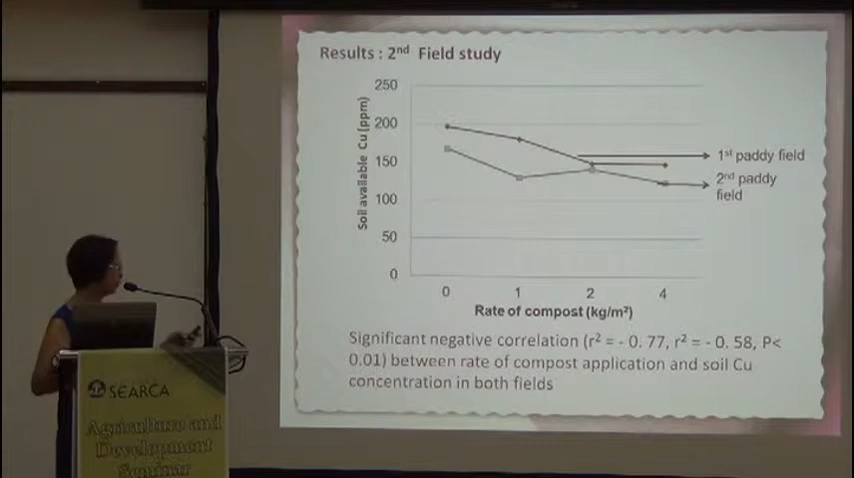 Results : 2nd Field study
250
200
150
100
50
0
Soil available Cu (ppm)
1st paddy field
2nd paddy
field
0 1 2 4
Rate of compost (kg/m²)
Significant negative correlation (r² = - 0. 77, r² = - 0. 58, P<
0.01) between rate of compost application and soil Cu
concentration in both fields
SEARCA
Agriculture and
Development
Seminar